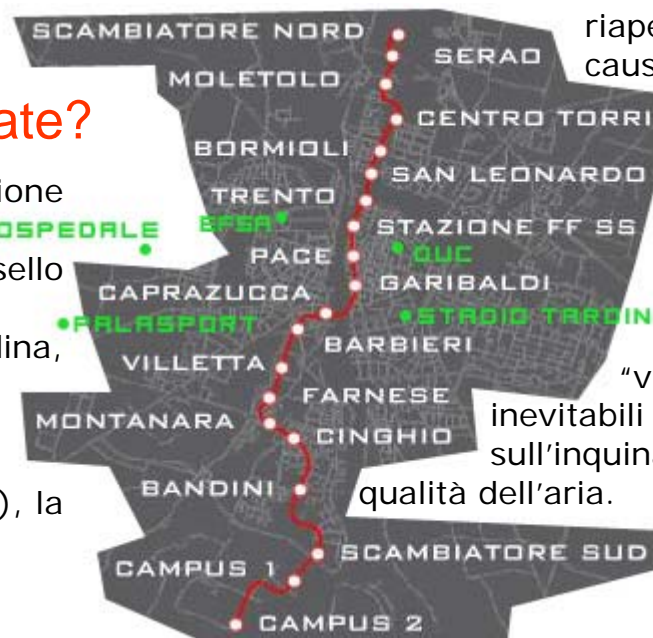 ate?
ione
sello
lina,
), la
SCAMBIATORE NORD
SERAO
MOLETOLO
CENTRO TORRI
BORMIOLI
SAN LEONARDO
TRENTO
EFSA
OSPEDALE
STAZIONE FF SS
PACE
DUC
GARIBALDI
CAPRAZUCCA
PALASPORT
STADIO TARDIN
BARBIERI
VILLETTA
FARNESE
MONTANARA
CINGHIO
BANDINI
SCAMBIATORE SUD
CAMPUS 1
CAMPUS 2
riape
caus
"v
inevitabili
sull'inquina
qualità dell'aria.